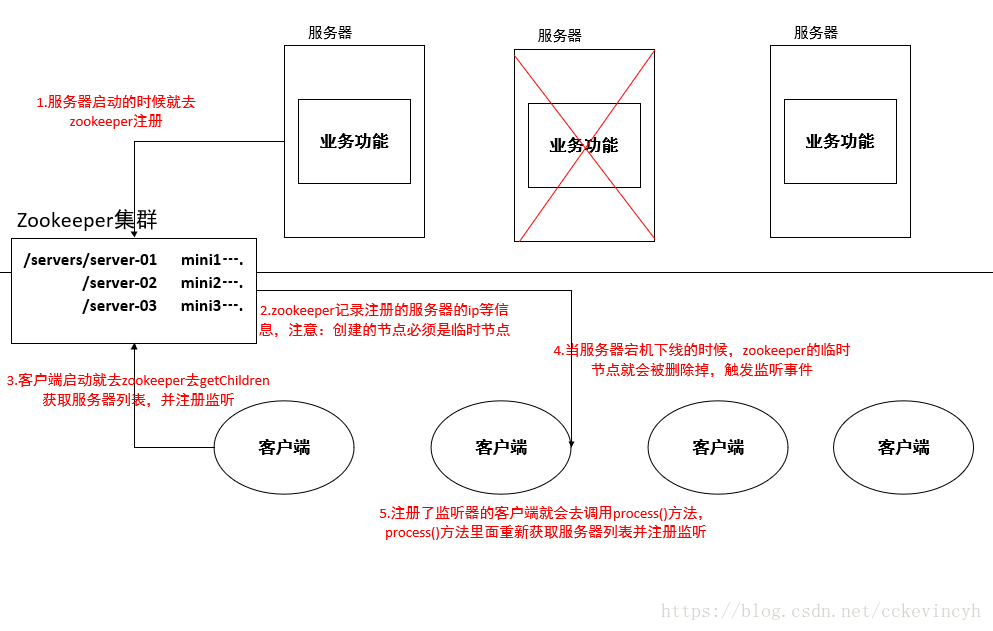 服务器
服务器
服务器
1.服务器启动的时候就去
zookeeper注册
业务功能
业务功能
业务功能
Zookeeper集群
/servers/server-01 mini1···.
/server-02 mini2···.
/server-03 mini3···.
2.zookeeper记录注册的服务器的ip等信
息，注意：创建的节点必须是临时节点
3.客户端启动就去zookeeper去getChildren
获取服务器列表，并注册监听
4.当服务器宕机下线的时候，zookeeper的临时
节点就会被删除掉，触发监听事件
客户端
客户端
客户端
客户端
5.注册了监听器的客户端就会去调用process()方法，
process()方法里面重新获取服务器列表并注册监听
https://blog.csdn.net/cckevincyh